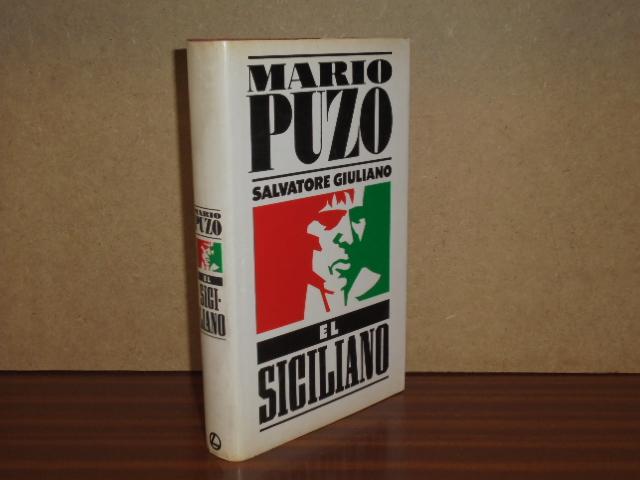 MARIO
PUZO
SALVATORE GIULIANO
EL
SICILIANO
MARIO
PUZO
EL
SICI-
LIANO